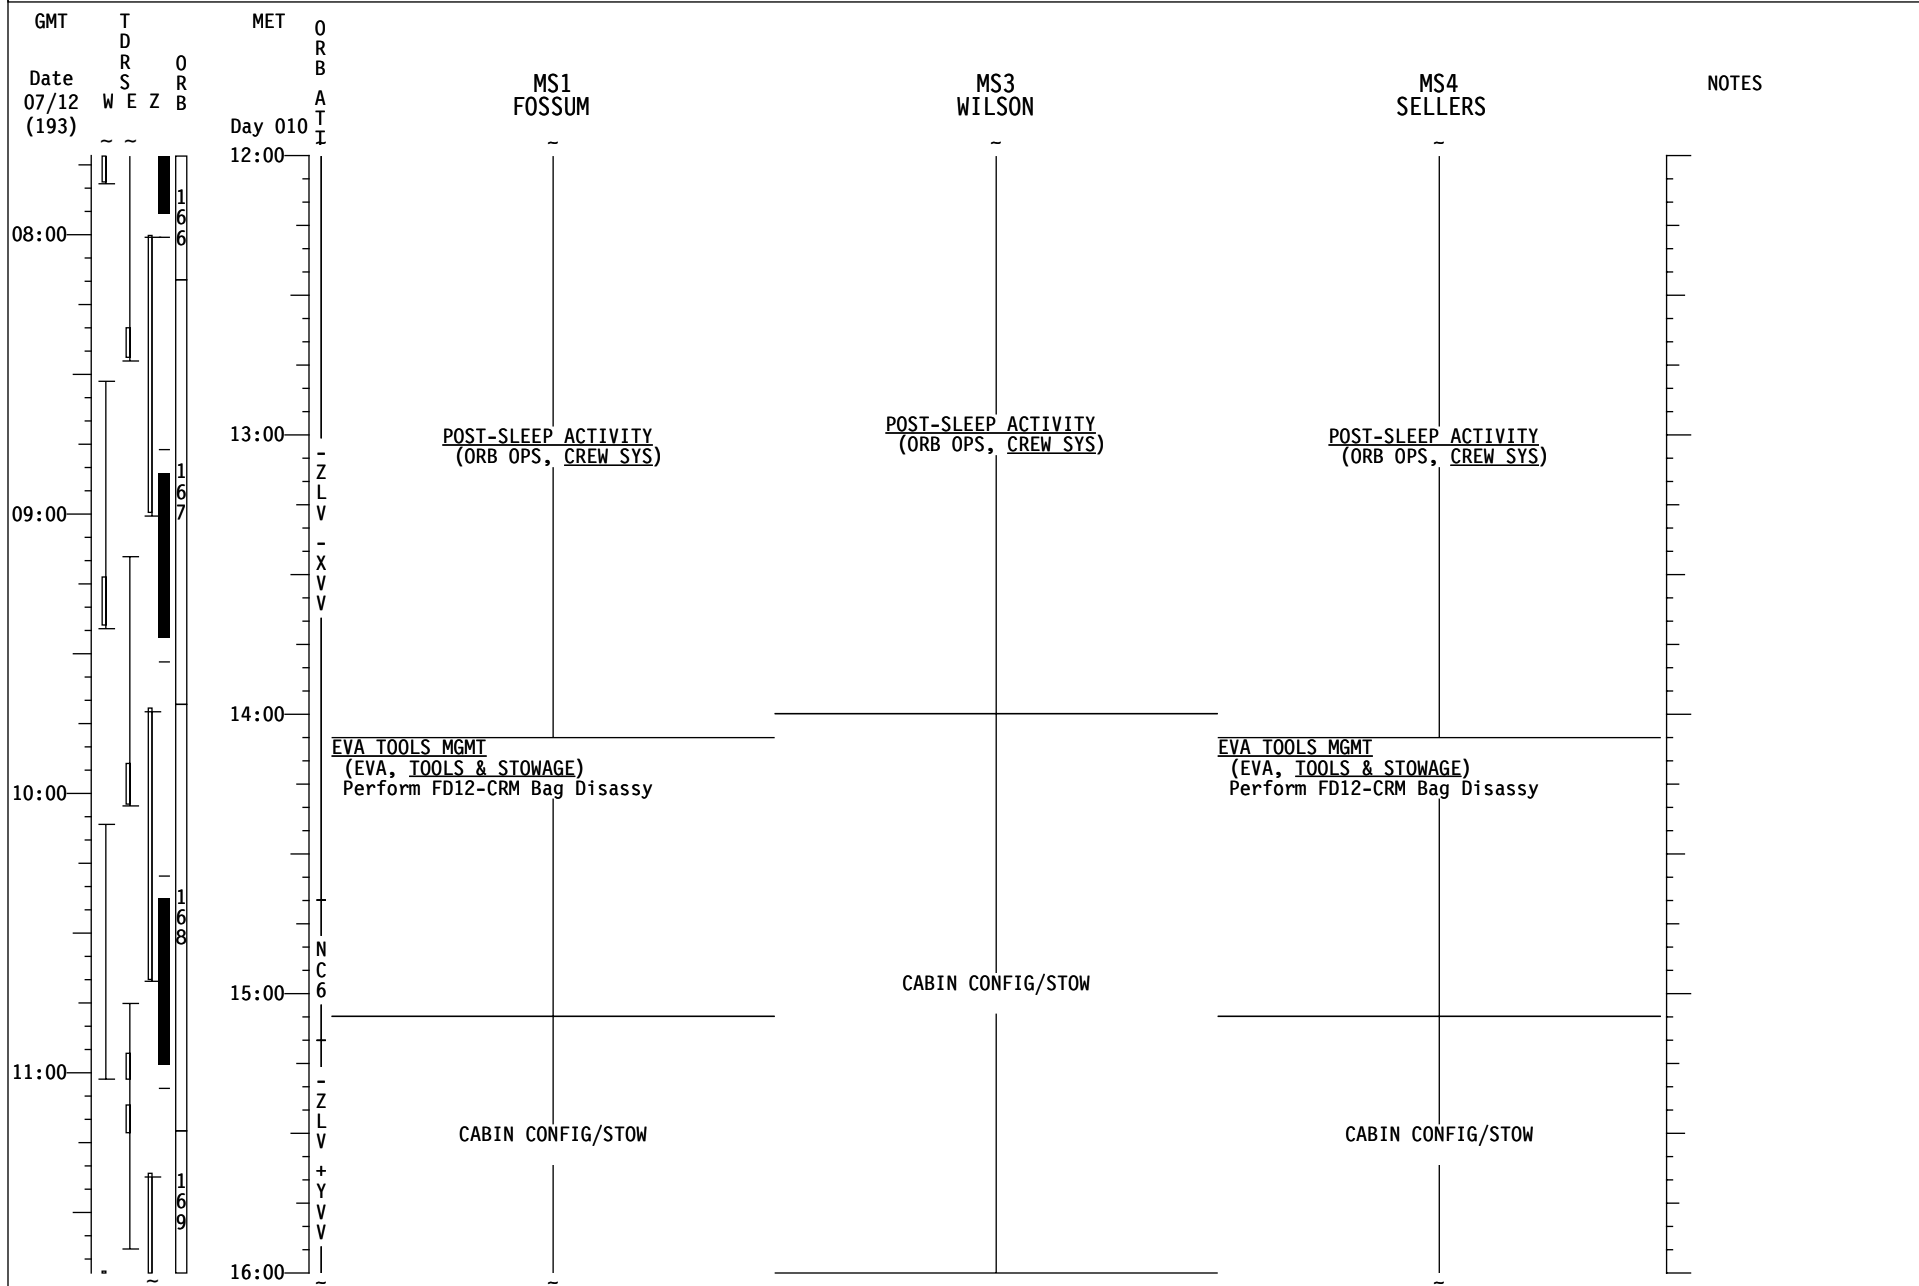 GMT
TDRS
MET
ORB ATT
Date
07/12
(193)
W E Z
ORB
Day 010
MS1
FOSSUM
MS3
WILSON
MS4
SELLERS
NOTES
~ ~ ~ ~ ~ ~
12:00
166
08:00
13:00
POST-SLEEP ACTIVITY
(ORB OPS, CREW SYS)
POST-SLEEP ACTIVITY
(ORB OPS, CREW SYS)
POST-SLEEP ACTIVITY
(ORB OPS, CREW SYS)
-ZLV -XVV
167
09:00
14:00
EVA TOOLS MGMT
(EVA, TOOLS & STOWAGE)
Perform FD12-CRM Bag Disassy
EVA TOOLS MGMT
(EVA, TOOLS & STOWAGE)
Perform FD12-CRM Bag Disassy
10:00
168
NC6
15:00
CABIN CONFIG/STOW
11:00
-ZLV +YVV
CABIN CONFIG/STOW
CABIN CONFIG/STOW
169
16:00
~ ~ ~ ~